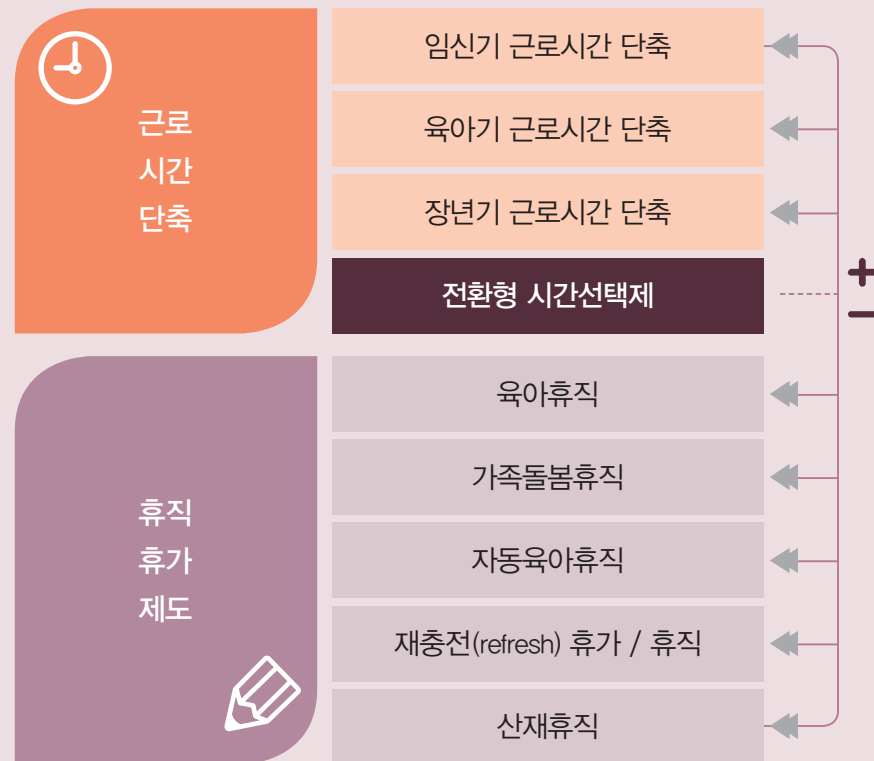 근로
시간
단축
임신기 근로시간 단축
육아기 근로시간 단축
장년기 근로시간 단축
전환형 시간선택제
+
−
휴직
휴가
제도
육아휴직
가족돌봄휴직
자동육아휴직
재충전(refresh) 휴가 / 휴직
산재휴직